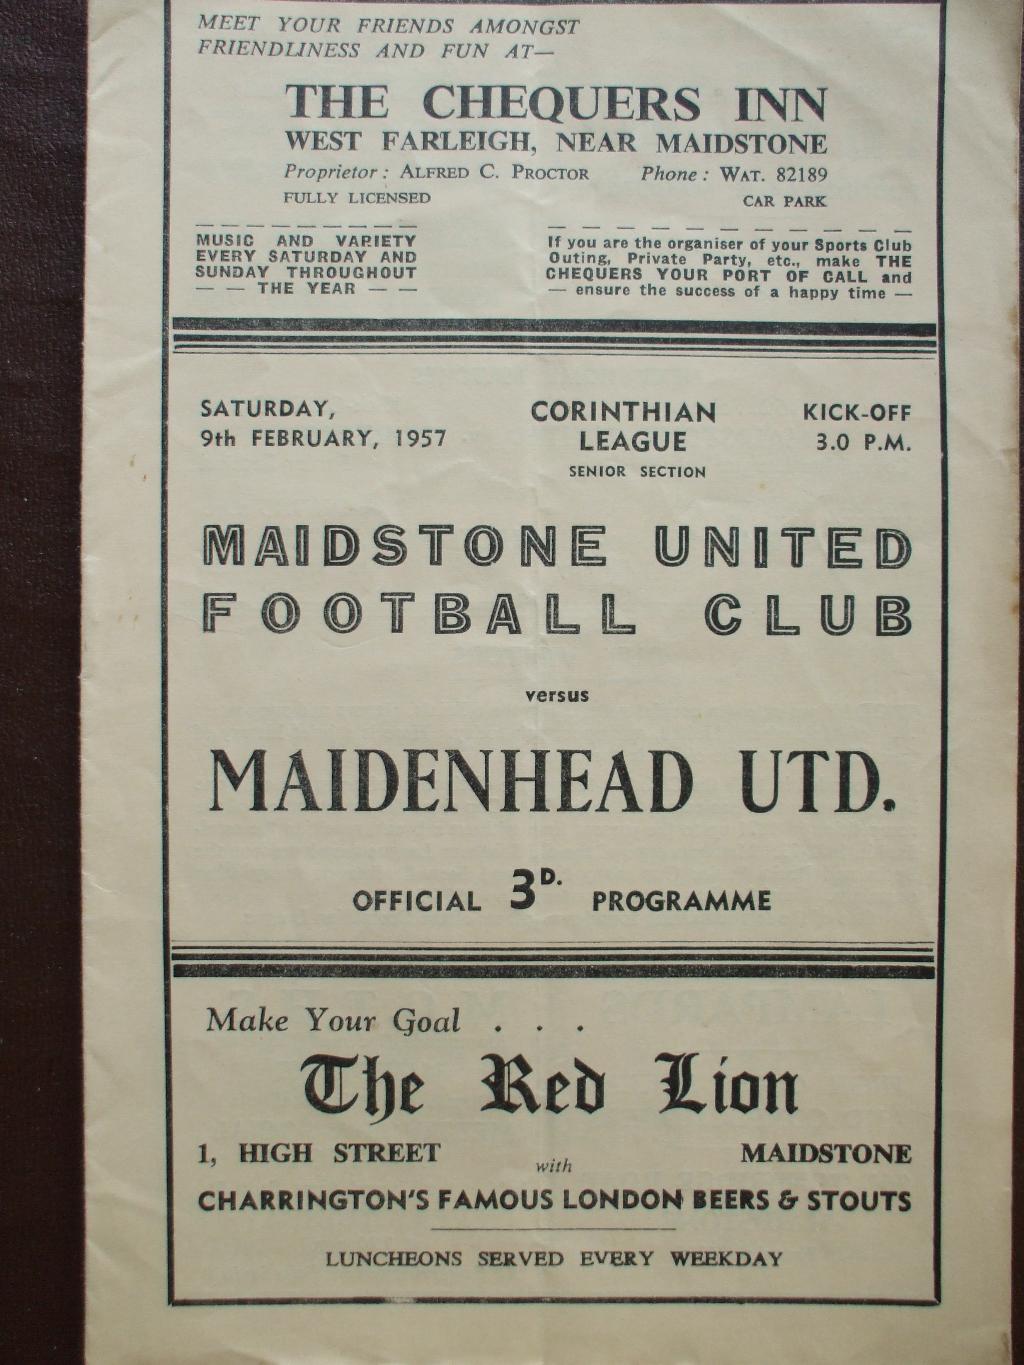 MEET YOUR FRIENDS AMONGST
FRIENDLINESS AND FUN AT—
THE CHEQUERS INN
WEST FARLEIGH, NEAR MAIDSTONE
Proprietor : ALFRED C. PROCTOR Phone : WAT. 82189
FULLY LICENSED CAR PARK
MUSIC AND VARIETY
EVERY SATURDAY AND
SUNDAY THROUGHOUT
— — THE YEAR — —
If you are the organiser of your Sports Club
Outing, Private Party, etc., make THE
CHEQUERS YOUR PORT OF CALL and
— ensure the success of a happy time —
SATURDAY,
9th FEBRUARY, 1957
CORINTHIAN
LEAGUE
SENIOR SECTION
KICK-OFF
3.0 P.M.
MAIDSTONE UNITED
FOOTBALL CLUB
versus
MAIDENHEAD UTD.
OFFICIAL 3D. PROGRAMME
Make Your Goal . . .
The Red Lion
1, HIGH STREET MAIDSTONE
with
CHARRINGTON'S FAMOUS LONDON BEERS & STOUTS
LUNCHEONS SERVED EVERY WEEKDAY